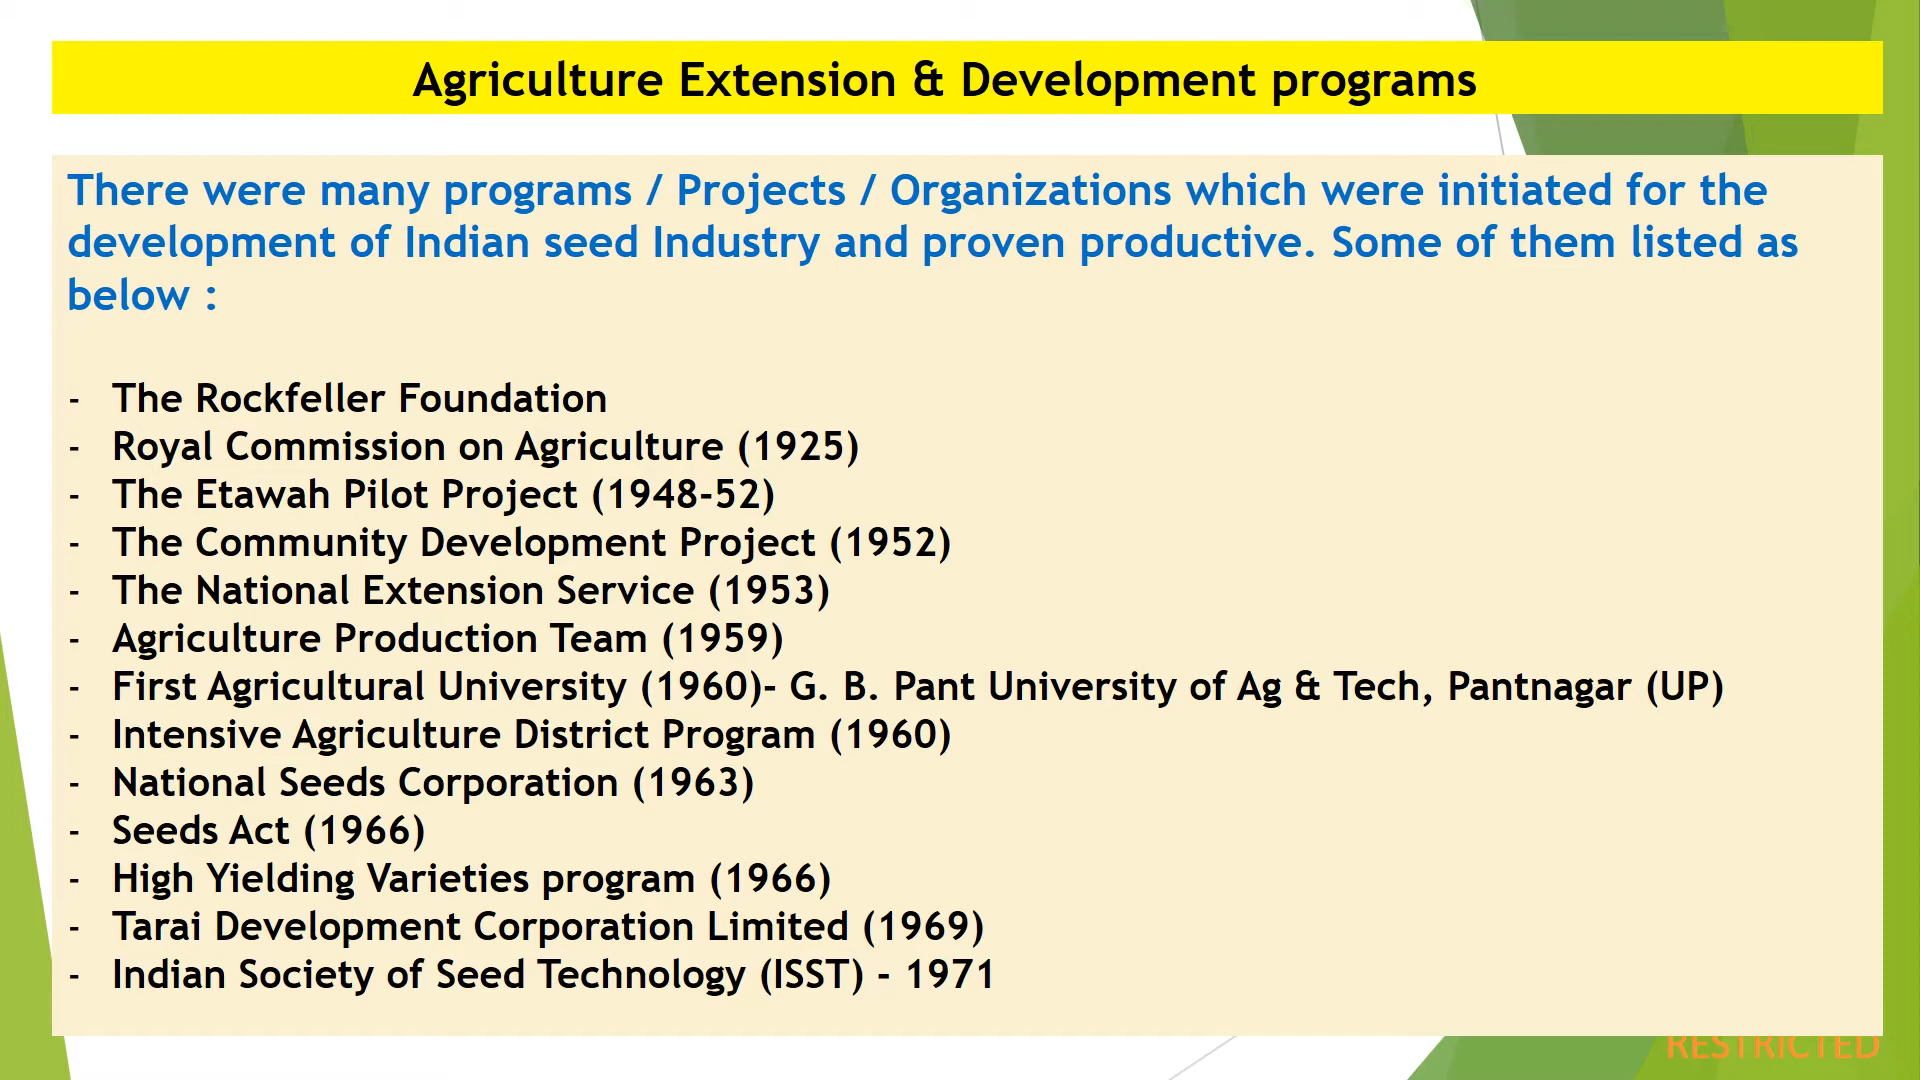 Agriculture Extension & Development programs
There were many programs / Projects / Organizations which were initiated for the
development of Indian seed Industry and proven productive. Some of them listed as
below :
- The Rockfeller Foundation
- Royal Commission on Agriculture (1925)
- The Etawah Pilot Project (1948-52)
- The Community Development Project (1952)
- The National Extension Service (1953)
- Agriculture Production Team (1959)
- First Agricultural University (1960)- G. B. Pant University of Ag & Tech, Pantnagar (UP)
- Intensive Agriculture District Program (1960)
- National Seeds Corporation (1963)
- Seeds Act (1966)
- High Yielding Varieties program (1966)
- Tarai Development Corporation Limited (1969)
- Indian Society of Seed Technology (ISST) - 1971
RESTRICTED